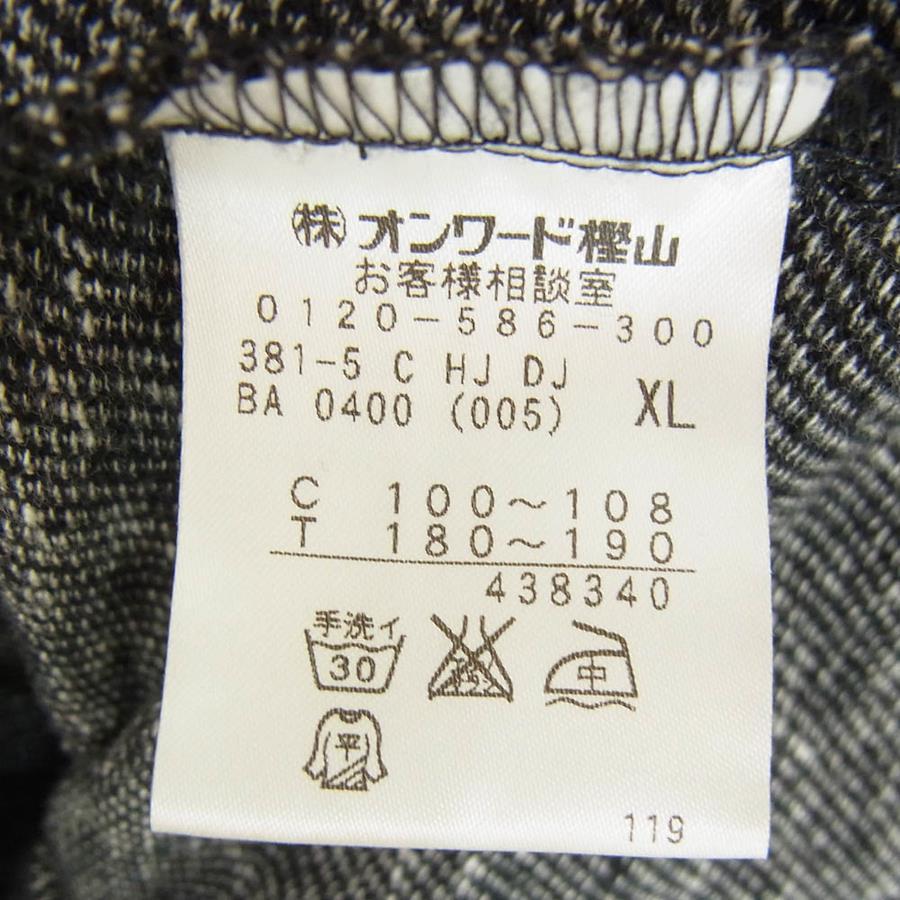 ㈱オンワード樫山
お客様相談室
0120-586-300
381-5 C HJ DJ
BA 0400 (005) XL
C 100～108
T 180～190
438340
手洗イ
30
中
平
119